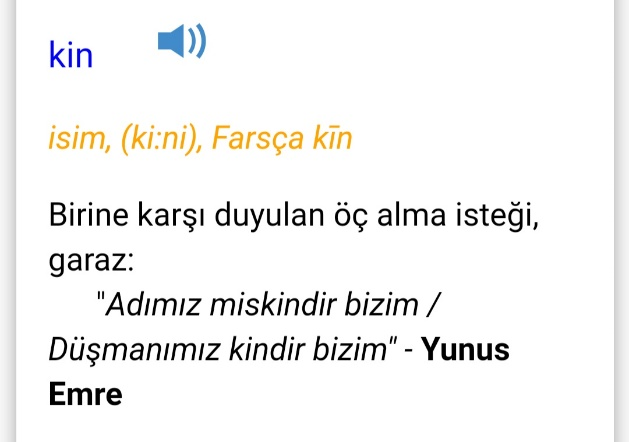 kin
isim, (ki:ni), Farsça kīn
Birine karşı duyulan öç alma isteği,
garaz:
"Adımız miskindir bizim /
Düşmanımız kindir bizim" - Yunus
Emre